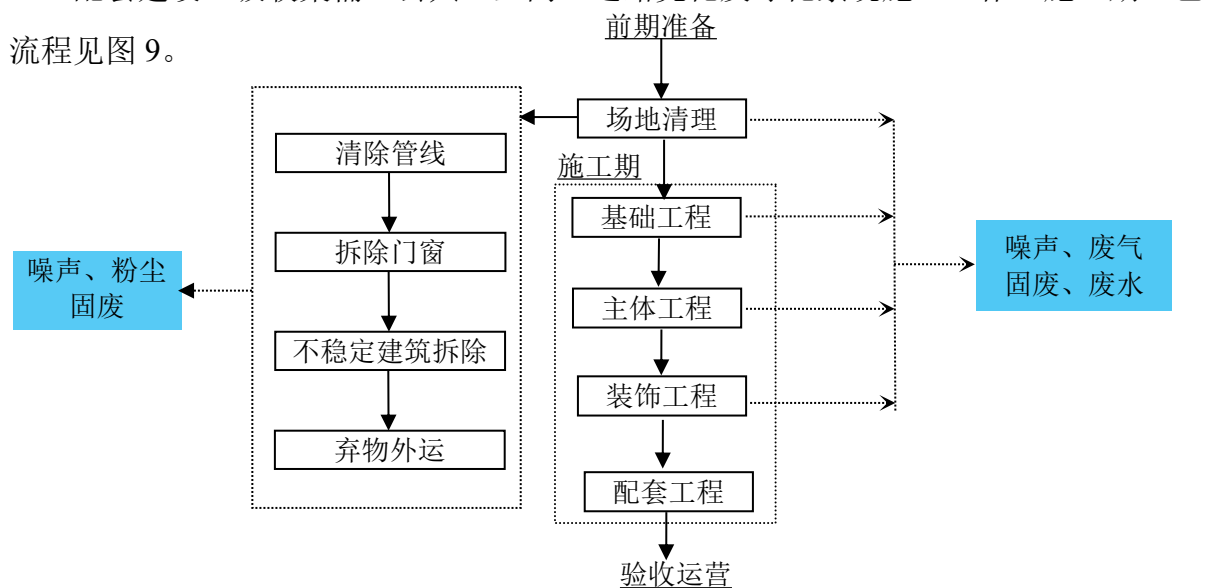 流程见图 9。
前期准备
场地清理
清除管线
拆除门窗
不稳定建筑拆除
弃物外运
噪声、粉尘
固废
施工期
基础工程
主体工程
装饰工程
配套工程
验收运营
噪声、废气
固废、废水